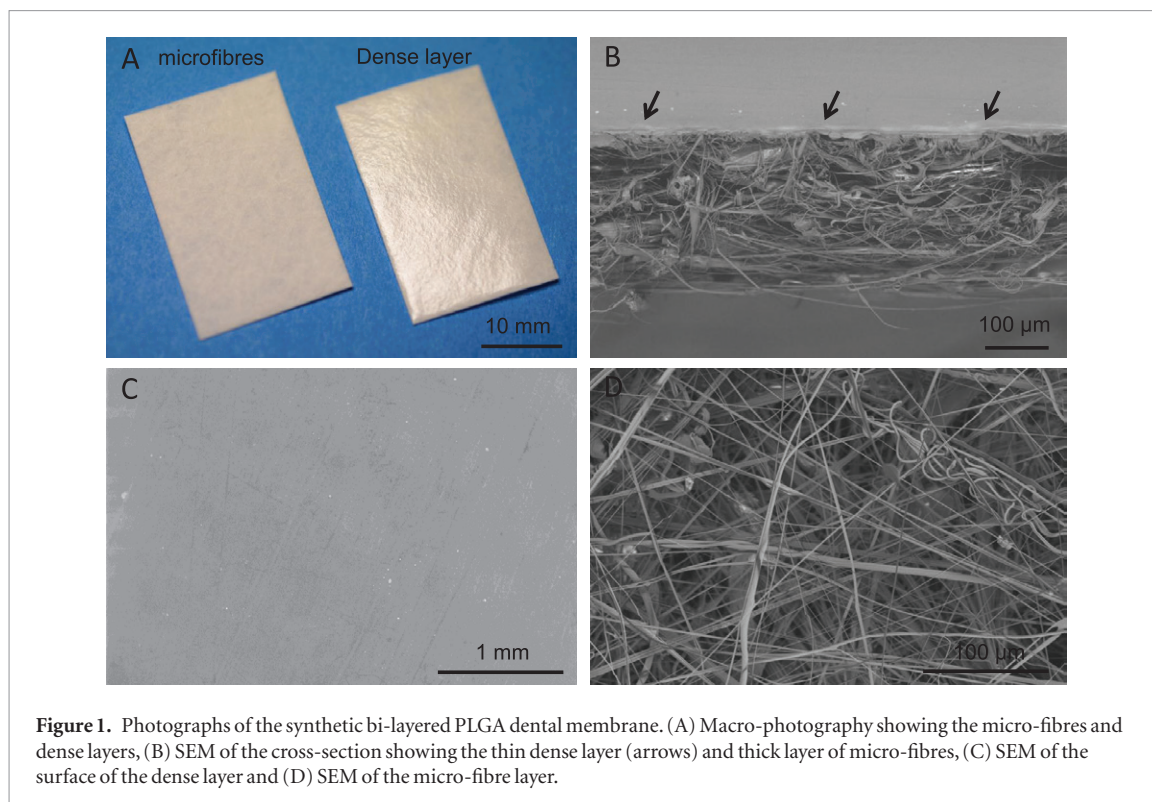 A microfibres Dense layer
10 mm
B
100 µm
C
1 mm
D
100 µm
Figure 1. Photographs of the synthetic bi-layered PLGA dental membrane. (A) Macro-photography showing the micro-fibres and
dense layers, (B) SEM of the cross-section showing the thin dense layer (arrows) and thick layer of micro-fibres, (C) SEM of the
surface of the dense layer and (D) SEM of the micro-fibre layer.